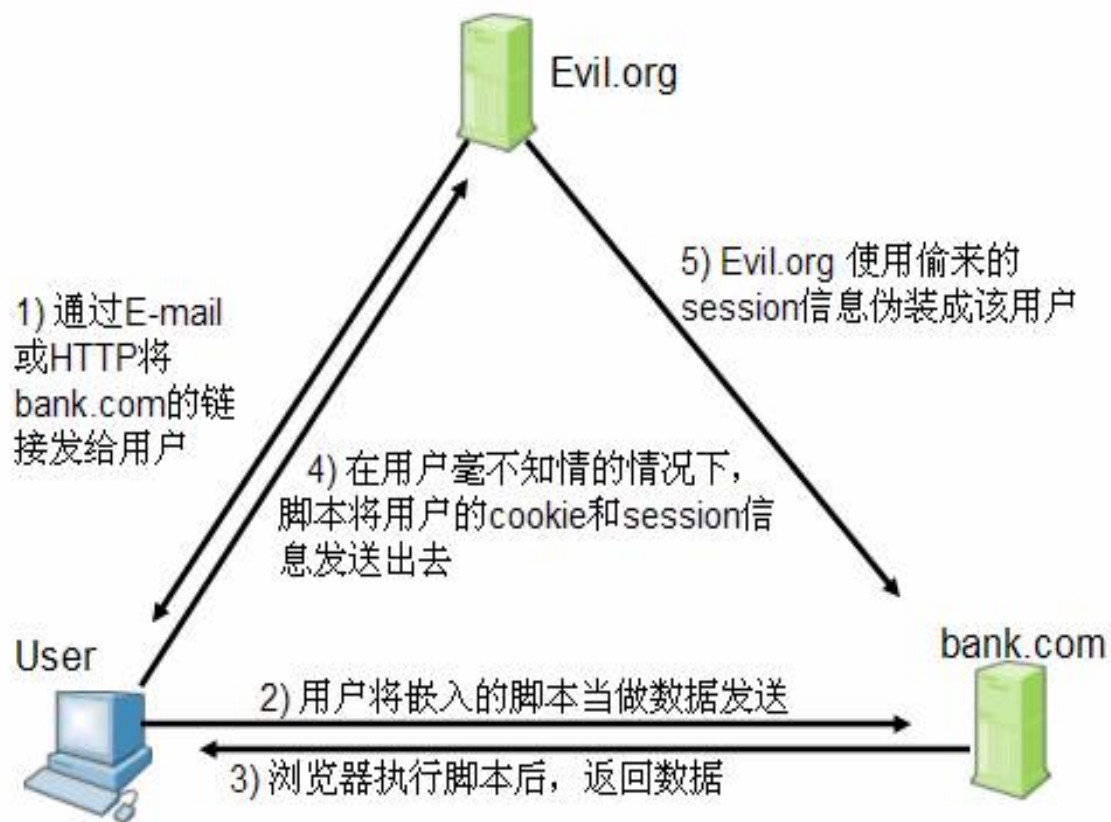 Evil.org
1) 通过E-mail
或HTTP将
bank.com的链
接发给用户
5) Evil.org 使用偷来的
session信息伪装成该用户
4) 在用户毫不知情的情况下，
脚本将用户的cookie和session信
息发送出去
User
bank.com
2) 用户将嵌入的脚本当做数据发送
3) 浏览器执行脚本后，返回数据